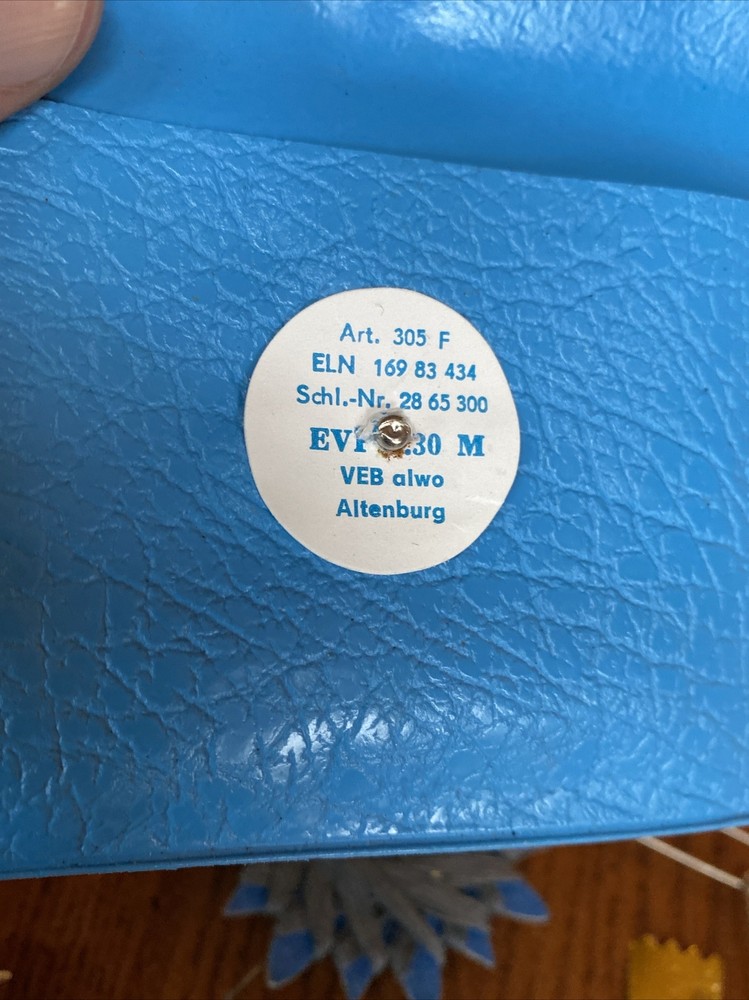 Art. 305 F
ELN 169 83 434
Schl.-Nr. 28 65 300
M
VEB alwo
Altenburg